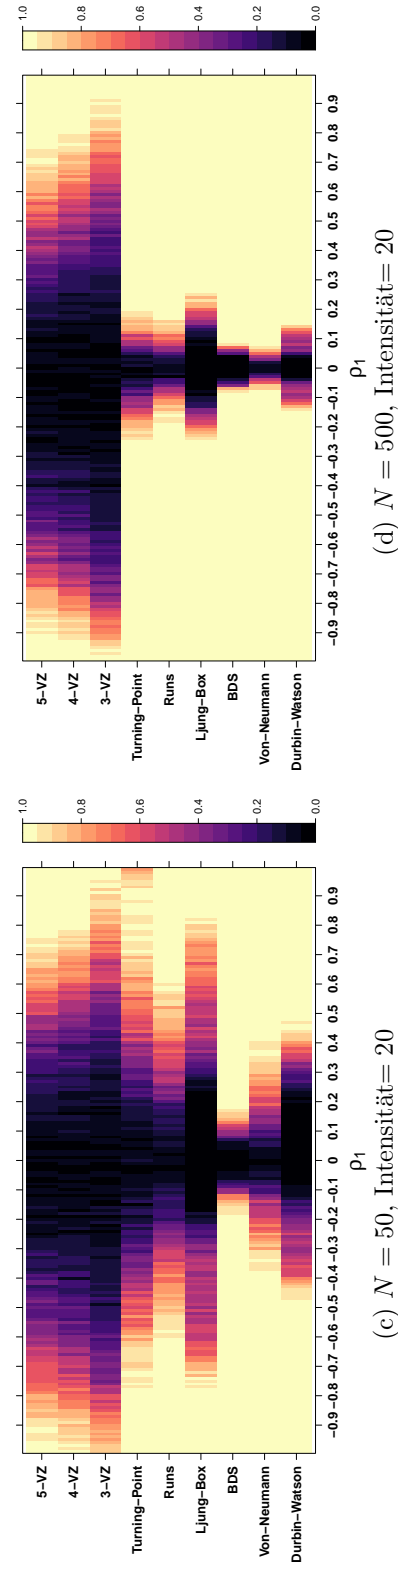 5−VZ
4−VZ
3−VZ
Turning−Point
Runs
Ljung−Box
BDS
Von−Neumann
Durbin−Watson
−0.9 −0.8 −0.7 −0.6 −0.5 −0.4 −0.3 −0.2 −0.1 0 0.1 0.2 0.3 0.4 0.5 0.6 0.7 0.8 0.9
ρ1
1.0
0.8
0.6
0.4
0.2
0.0
(c) N = 50, Intensität= 20
5−VZ
4−VZ
3−VZ
Turning−Point
Runs
Ljung−Box
BDS
Von−Neumann
Durbin−Watson
−0.9 −0.8 −0.7 −0.6 −0.5 −0.4 −0.3 −0.2 −0.1 0 0.1 0.2 0.3 0.4 0.5 0.6 0.7 0.8 0.9
ρ1
1.0
0.8
0.6
0.4
0.2
0.0
(d) N = 500, Intensität= 20